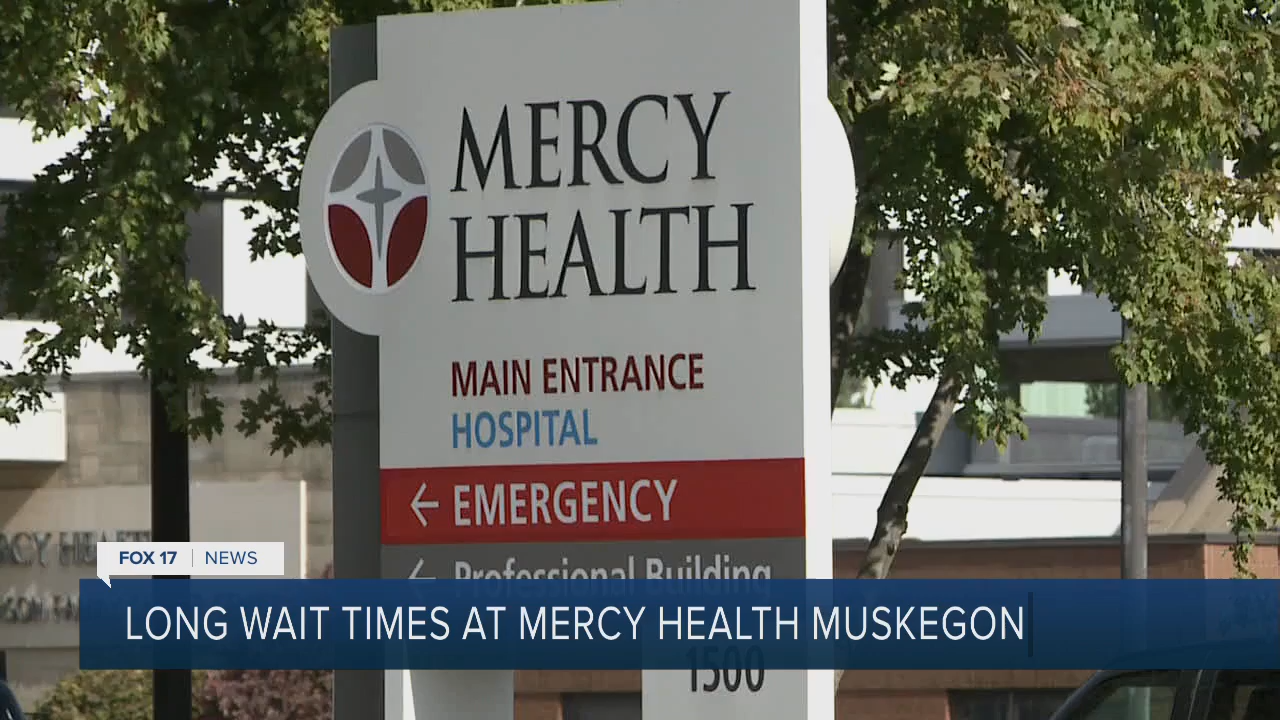 MERCY
HEALTH
MAIN ENTRANCE
HOSPITAL
← EMERGENCY
← Professional Building
FOX 17 | NEWS
LONG WAIT TIMES AT MERCY HEALTH MUSKEGON
1500